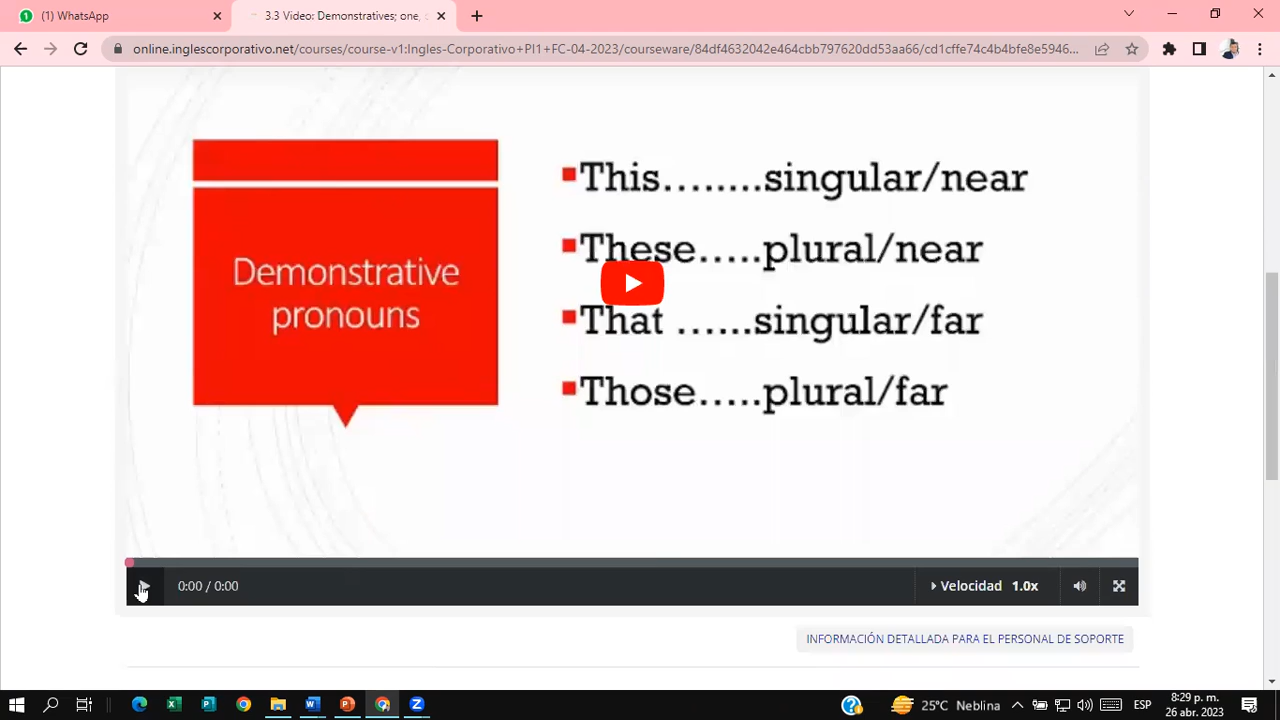 (1) WhatsApp
3.3 Video: Demonstratives; one,
online.inglescorporativo.net/courses/course-v1:Ingles-Corporativo+PI1+FC-04-2023/courseware/84df4632042e464cbb797620dd53aa66/cd1cffe74c4b4bfe8e5946...
Demonstrative
pronouns
This........singular/near
These.....plural/near
That ......singular/far
Those.....plural/far
0:00 / 0:00
Velocidad 1.0x
INFORMACIÓN DETALLADA PARA EL PERSONAL DE SOPORTE
25°C Neblina
ESP
8:29 p. m.
26 abr. 2023